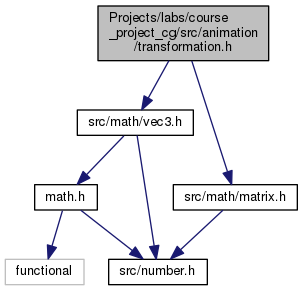 Projects/labs/course
_project_cg/src/animation
/transformation.h
src/math/vec3.h
math.h
src/math/matrix.h
functional
src/number.h